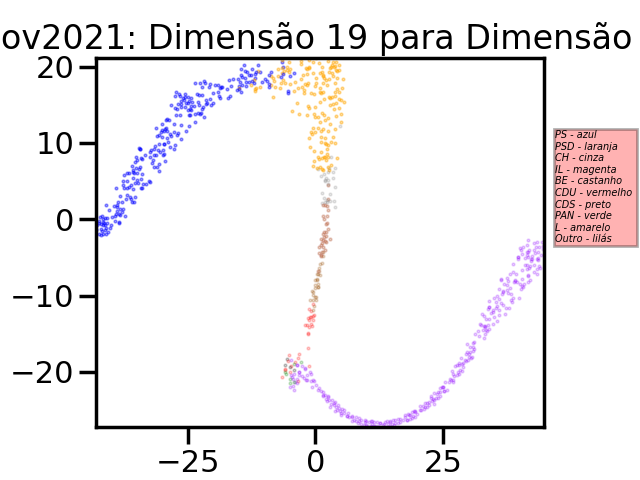 ov2021: Dimensão 19 para Dimensão
20
10
0
−10
−20
−25
0
25
PS - azul
PSD - laranja
CH - cinza
IL - magenta
BE - castanho
CDU - vermelho
CDS - preto
PAN - verde
L - amarelo
Outro - lilás